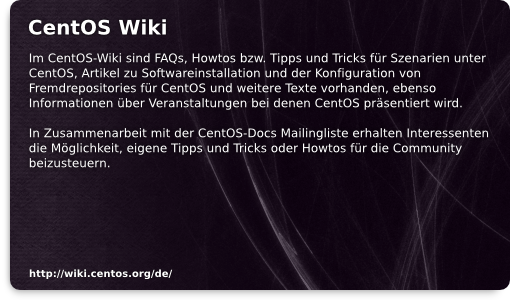 CentOS Wiki
Im CentOS-Wiki sind FAQs, Howtos bzw. Tipps und Tricks für Szenarien unter
CentOS, Artikel zu Softwareinstallation und der Konfiguration von
Fremdrepositories für CentOS und weitere Texte vorhanden, ebenso
Informationen über Veranstaltungen bei denen CentOS präsentiert wird.
In Zusammenarbeit mit der CentOS-Docs Mailingliste erhalten Interessenten
die Möglichkeit, eigene Tipps und Tricks oder Howtos für die Community
beizusteuern.
http://wiki.centos.org/de/